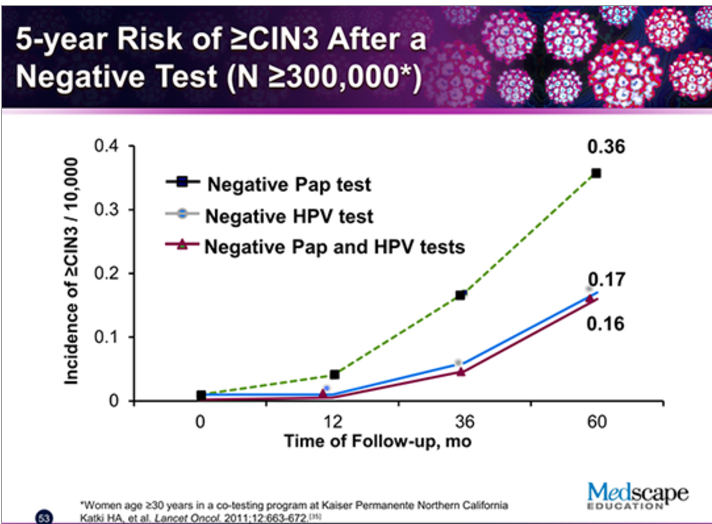 5-year Risk of ≥CIN3 After a
Negative Test (N ≥300,000*)
Incidence of ≥CIN3 / 10,000
0.4
0.3
0.2
0.1
0
Negative Pap test
Negative HPV test
Negative Pap and HPV tests
0.36
0.17
0.16
0 12 36 60
Time of Follow-up, mo
*Women age ≥30 years in a co-testing program at Kaiser Permanente Northern California
Katki HA, et al. Lancet Oncol. 2011;12:663-672.[35]
53
Medscape
EDUCATION